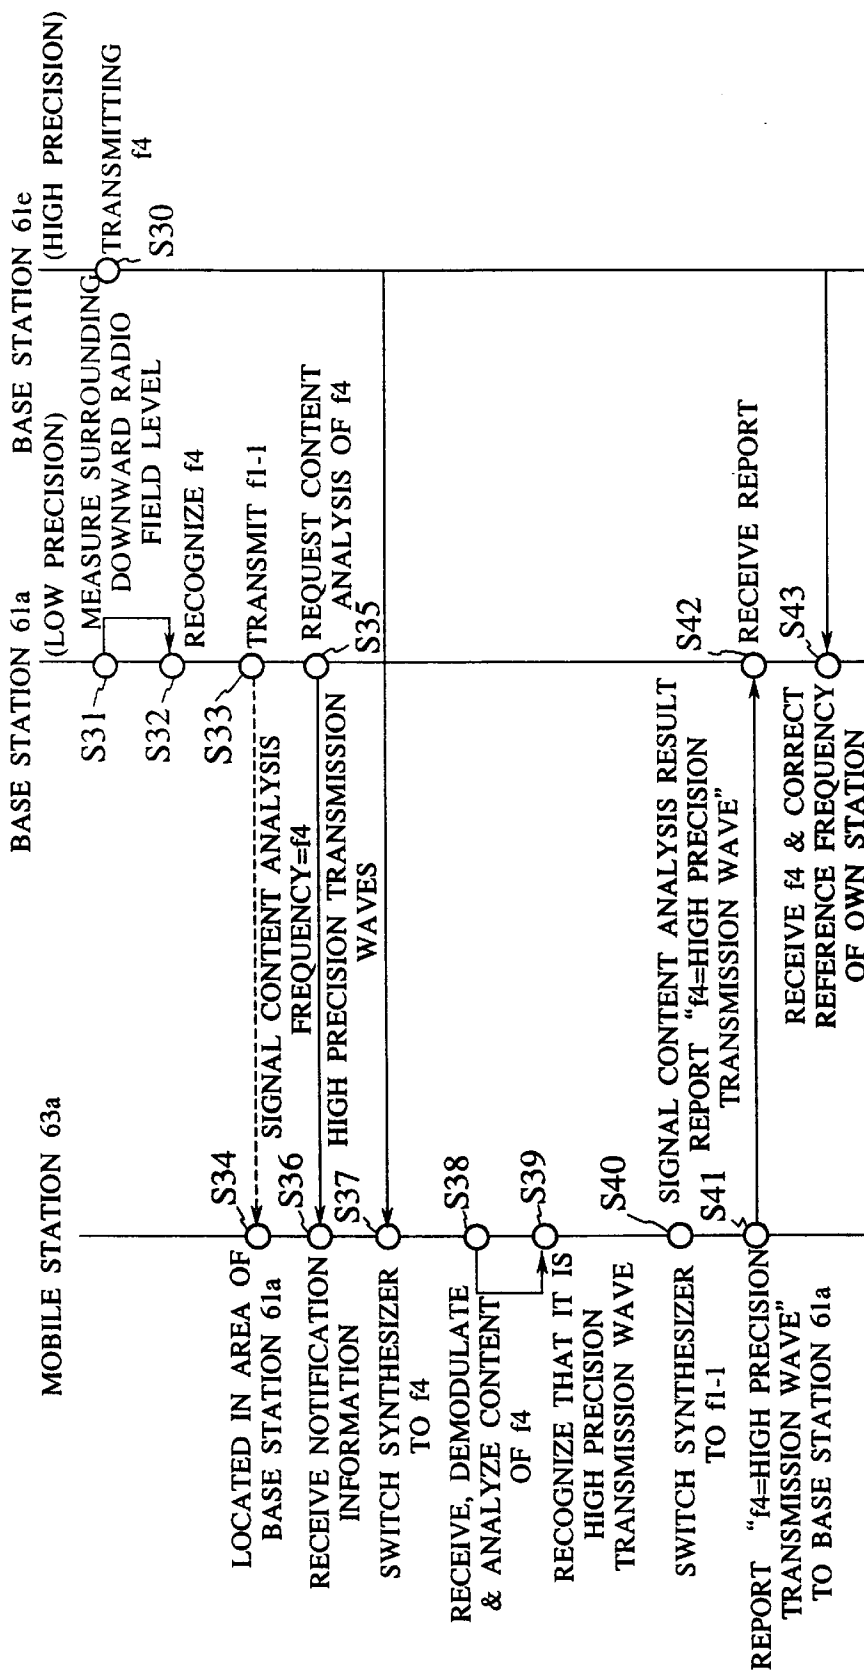 MOBILE STATION 63a
BASE STATION 61a
(LOW PRECISION)
BASE STATION 61e
(HIGH PRECISION)
TRANSMITTING
f4
S30
MEASURE SURROUNDING
DOWNWARD RADIO
FIELD LEVEL
S31
RECOGNIZE f4
S32
TRANSMIT f1-1
S33
LOCATED IN AREA OF
BASE STATION 61a
S34
SIGNAL CONTENT ANALYSIS
FREQUENCY=f4
REQUEST CONTENT
ANALYSIS OF f4
S35
RECEIVE NOTIFICATION
INFORMATION
S36
HIGH PRECISION TRANSMISSION
WAVES
SWITCH SYNTHESIZER
TO f4
S37
RECEIVE, DEMODULATE
& ANALYZE CONTENT
OF f4
S38
RECOGNIZE THAT IT IS
HIGH PRECISION
TRANSMISSION WAVE
S39
SWITCH SYNTHESIZER
TO f1-1
S40
SIGNAL CONTENT ANALYSIS RESULT
REPORT “f4=HIGH PRECISION
TRANSMISSION WAVE”
REPORT “f4=HIGH PRECISION
TRANSMISSION WAVE”
TO BASE STATION 61a
S41
S42
RECEIVE REPORT
RECEIVE f4 & CORRECT
REFERENCE FREQUENCY
OF OWN STATION
S43